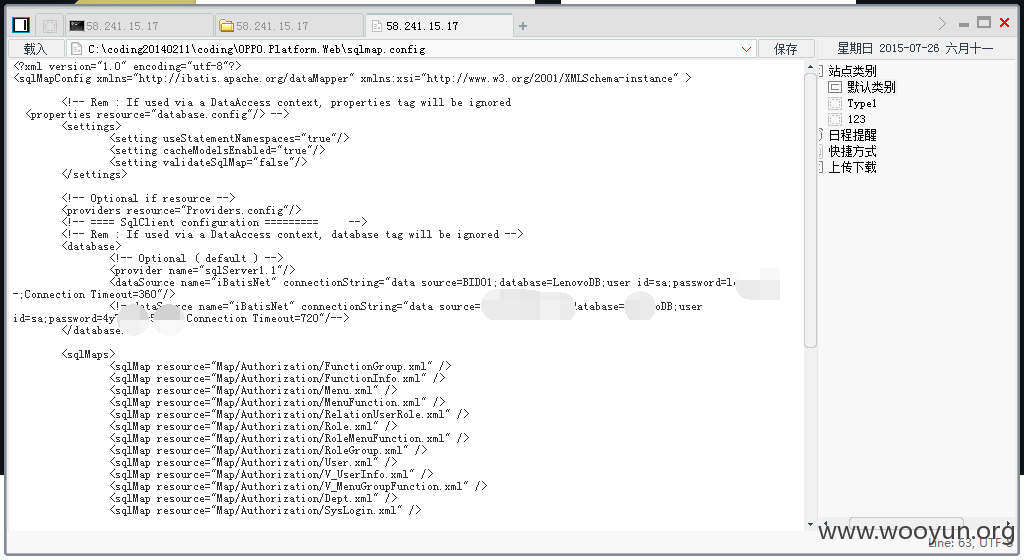 58.241.15.17
58.241.15.17
58.241.15.17
载入
C:\coding20140211\coding\OPPO.Platform.Web\sqlmap.config
保存
星期日 2015-07-26 六月十一
<?xml version="1.0" encoding="utf-8"?>
<sqlMapConfig xmlns="http://ibatis.apache.org/dataMapper" xmlns:xsi="http://www.w3.org/2001/XMLSchema-instance" >
<!-- Rem : If used via a DataAccess context, properties tag will be ignored
<properties resource="database.config"/> -->
<settings>
<setting useStatementNamespaces="true"/>
<setting cacheModelsEnabled="true"/>
<setting validateSqlMap="false"/>
</settings>
<!-- Optional if resource -->
<providers resource="Providers.config"/>
<!-- ==== SqlClient configuration ========= -->
<!-- Rem : If used via a DataAccess context, database tag will be ignored -->
<database>
<!-- Optional ( default ) -->
<provider name="sqlServer1.1"/>
<dataSource name="iBatisNet" connectionString="data source=BID01;database=LenovoDB;user id=sa;password=
;Connection Timeout=360"/>
name="iBatisNet" connectionString="data source=
id=sa;password= Connection Timeout=720"/-->
</database
<sqlMaps>
<sqlMap resource="Map/Authorization/FunctionGroup.xml" />
<sqlMap resource="Map/Authorization/FunctionInfo.xml" />
<sqlMap resource="Map/Authorization/Menu.xml" />
<sqlMap resource="Map/Authorization/MenuFunction.xml" />
<sqlMap resource="Map/Authorization/RelationUserRole.xml" />
<sqlMap resource="Map/Authorization/Role.xml" />
<sqlMap resource="Map/Authorization/RoleMenuFunction.xml" />
<sqlMap resource="Map/Authorization/RoleGroup.xml" />
<sqlMap resource="Map/Authorization/User.xml" />
<sqlMap resource="Map/Authorization/V_UserInfo.xml" />
<sqlMap resource="Map/Authorization/V_MenuGroupFunction.xml" />
<sqlMap resource="Map/Authorization/Dept.xml" />
<sqlMap resource="Map/Authorization/SysLogin.xml" />
站点类别
默认类别
Type1
123
日程提醒
快捷方式
上传下载
www.wooyun.org
Line: 63, UTF-8